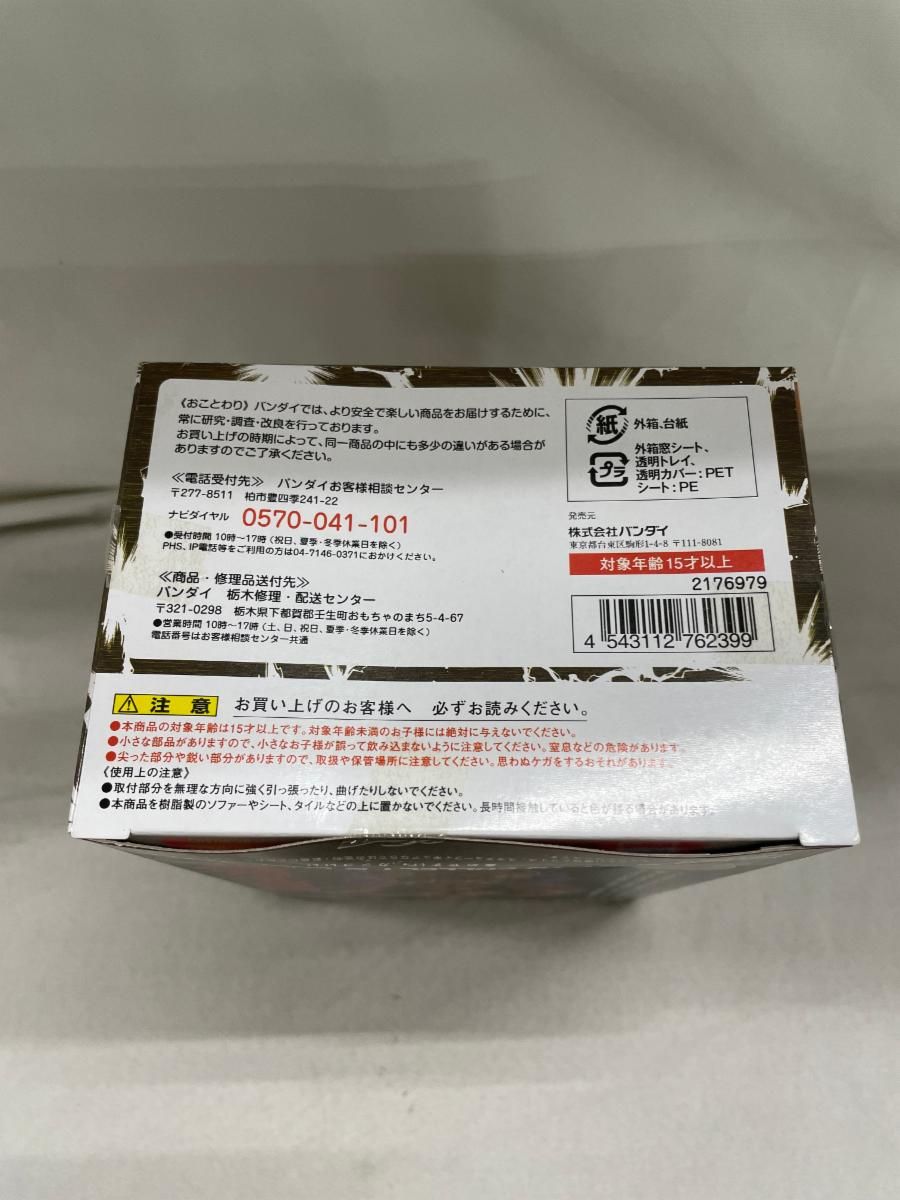 《おことわり》バンダイでは、より安全で楽しい商品をお届けするために、
常に研究・調査・改良を行っております。
お買い上げの時期によって、同一商品の中にも多少の違いがある場合が
ありますのでご了承ください。
≪電話受付先≫ バンダイお客様相談センター
〒277-8511 柏市豊四季241-22
ナビダイヤル 0570-041-101
●受付時間 10時〜17時(祝日、夏季・冬季休業日を除く)
PHS、IP電話等をご利用の方は04-7146-0371におかけください。
≪商品・修理品送付先≫
バンダイ 栃木修理・配送センター
〒321-0298 栃木県下都賀郡壬生町おもちゃのまち5-4-67
●営業時間 10時〜17時(土、日、祝日、夏季・冬季休業日を除く)
電話番号はお客様相談センター共通
紙 外箱、台紙
プラ 外箱窓シート、
透明トレイ、
透明カバー:PET
シート:PE
発売元
株式会社バンダイ
東京都台東区駒形1-4-8 〒111-8081
対象年齢15才以上
2176979
4 543112 762399
注意 お買い上げのお客様へ 必ずお読みください。
●本商品の対象年齢は15才以上です。対象年齢未満のお子様には絶対に与えないでください。
●小さな部品がありますので、小さなお子様が誤って飲み込まないように注意してください。窒息などの危険があります。
●尖った部分や鋭い部分がありますので、取扱や保管場所に注意してください。思わぬケガをするおそれがあります。
《使用上の注意》
●取付部分を無理な方向に強く引っ張ったり、曲げたりしないでください。
●本商品を樹脂製のソファーやシート、タイルなどの上に置かないでください。長時間接触していると色が移る場合があります。